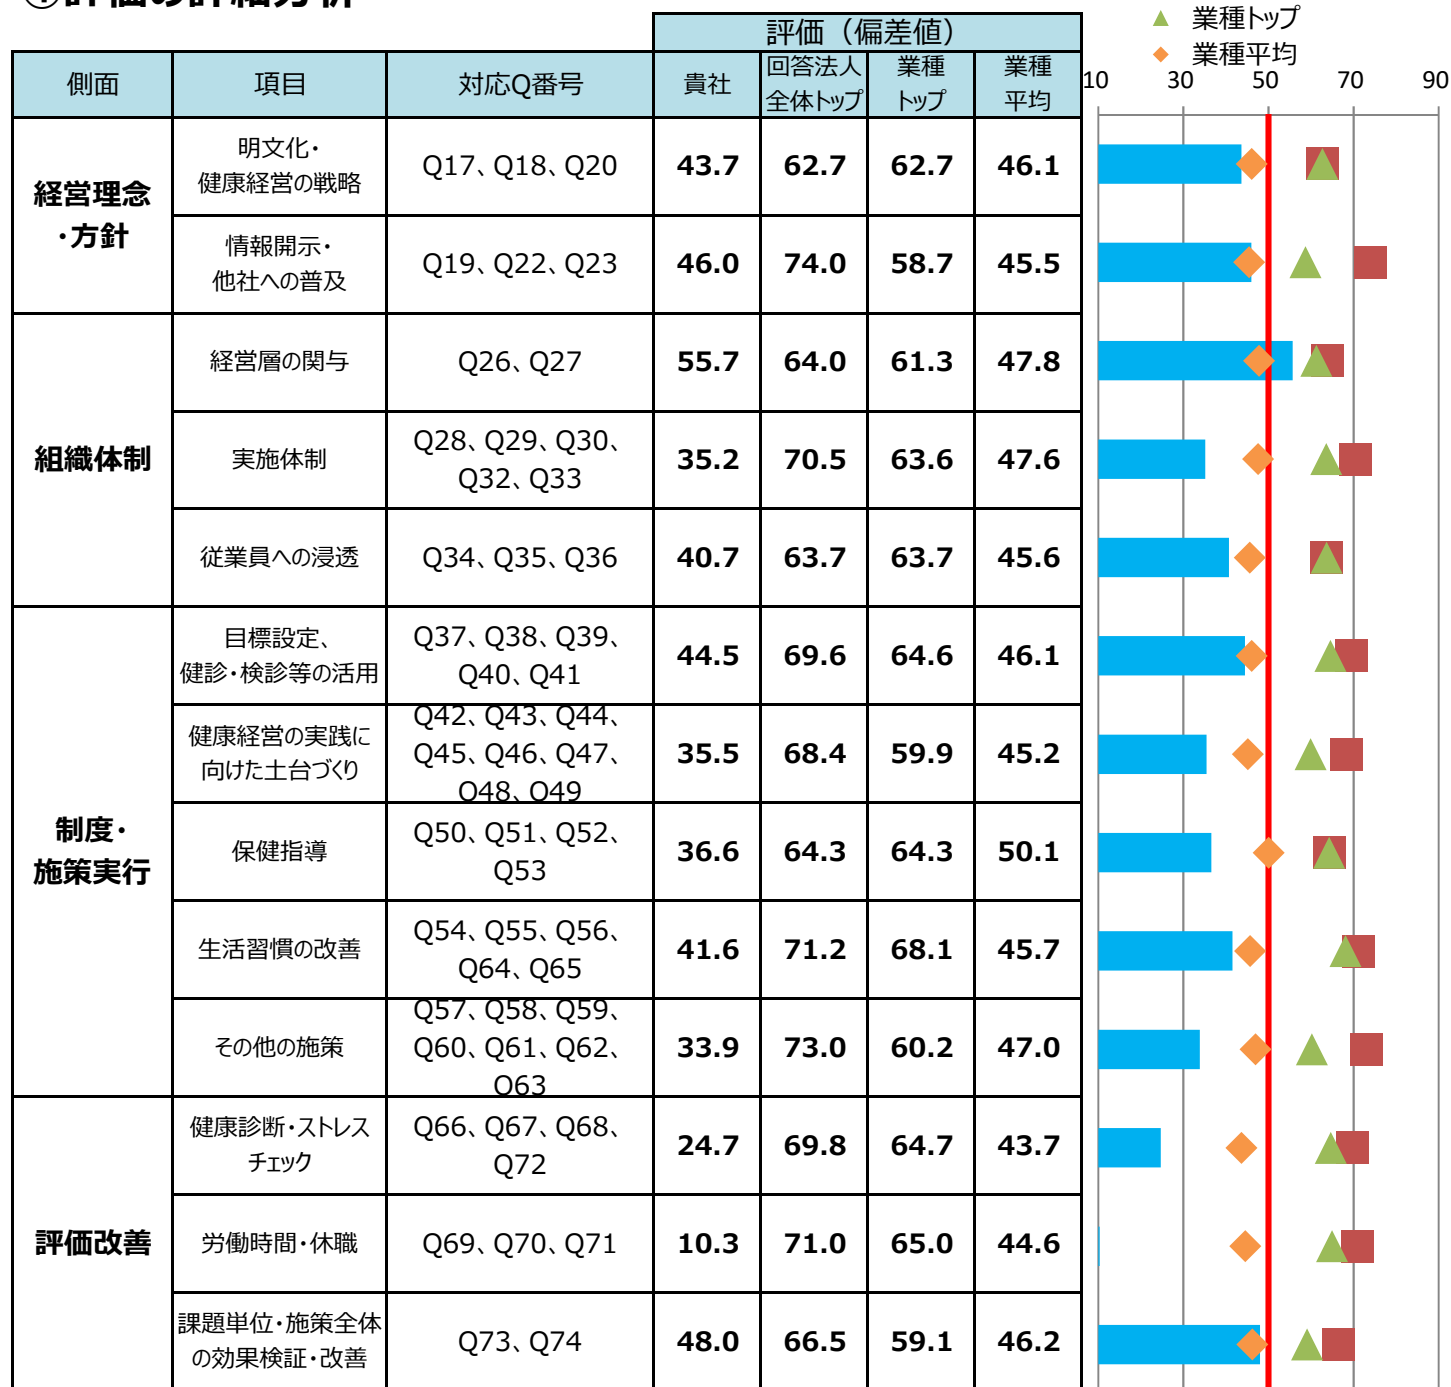 ④評価の詳細分析
▲ 業種トップ
◆ 業種平均
評価（偏差値）
側面 項目 対応Q番号 貴社 回答法人 業種 業種
全体トップ トップ 平均
10 30 50 70 90
経営理念
・方針
明文化・
健康経営の戦略
Q17、Q18、Q20 43.7 62.7 62.7 46.1
情報開示・
他社への普及
Q19、Q22、Q23 46.0 74.0 58.7 45.5
組織体制
経営層の関与 Q26、Q27 55.7 64.0 61.3 47.8
実施体制
Q28、Q29、Q30、
Q32、Q33
35.2 70.5 63.6 47.6
従業員への浸透 Q34、Q35、Q36 40.7 63.7 63.7 45.6
制度・
施策実行
目標設定、
健診・検診等の活用
Q37、Q38、Q39、
Q40、Q41
44.5 69.6 64.6 46.1
健康経営の実践に
向けた土台づくり
Q42、Q43、Q44、
Q45、Q46、Q47、
Q48、Q49
35.5 68.4 59.9 45.2
保健指導
Q50、Q51、Q52、
Q53
36.6 64.3 64.3 50.1
生活習慣の改善
Q54、Q55、Q56、
Q64、Q65
41.6 71.2 68.1 45.7
その他の施策
Q57、Q58、Q59、
Q60、Q61、Q62、
Q63
33.9 73.0 60.2 47.0
評価改善
健康診断・ストレス
チェック
Q66、Q67、Q68、
Q72
24.7 69.8 64.7 43.7
労働時間・休職 Q69、Q70、Q71 10.3 71.0 65.0 44.6
課題単位・施策全体
の効果検証・改善
Q73、Q74 48.0 66.5 59.1 46.2